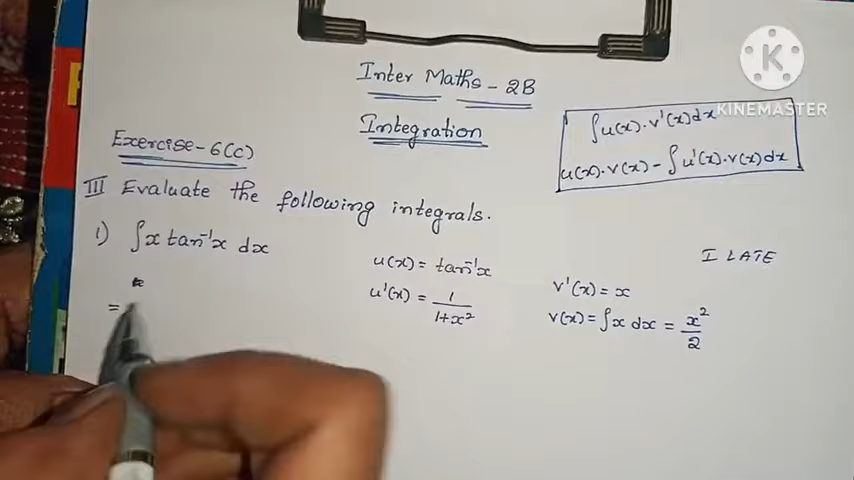 Inter Maths - 2B
K
KINEMASTER
Integration
∫u(x)·v'(x)dx
u(x)·v(x) - ∫u'(x)·v(x)dx
Exercise-6(c)
III Evaluate the following integrals.
1) ∫x tan⁻¹x dx
I LATE
u(x) = tan⁻¹x
v'(x) = x
u'(x) = 1/(1+x²)
v(x) = ∫x dx = x²/2
=